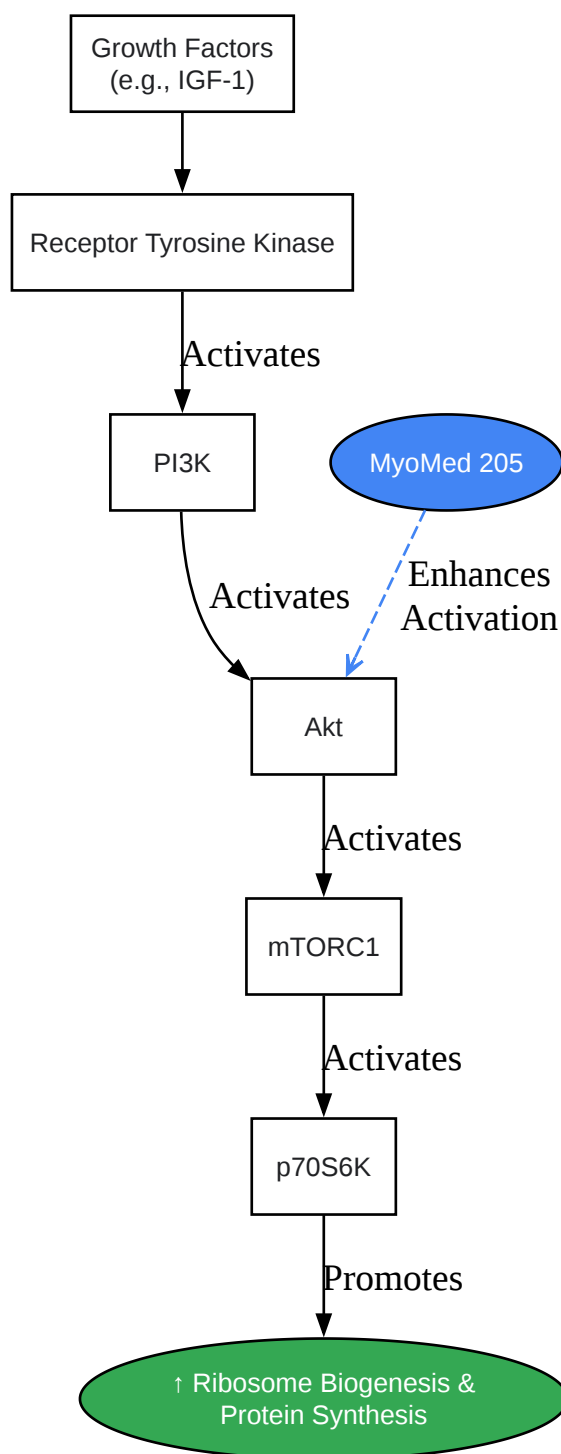 Growth Factors
(e.g., IGF-1)
Receptor Tyrosine Kinase
Activates
PI3K
MyoMed 205
Activates
Enhances
Activation
Akt
Activates
mTORC1
Activates
p70S6K
Promotes
↑ Ribosome Biogenesis &
Protein Synthesis